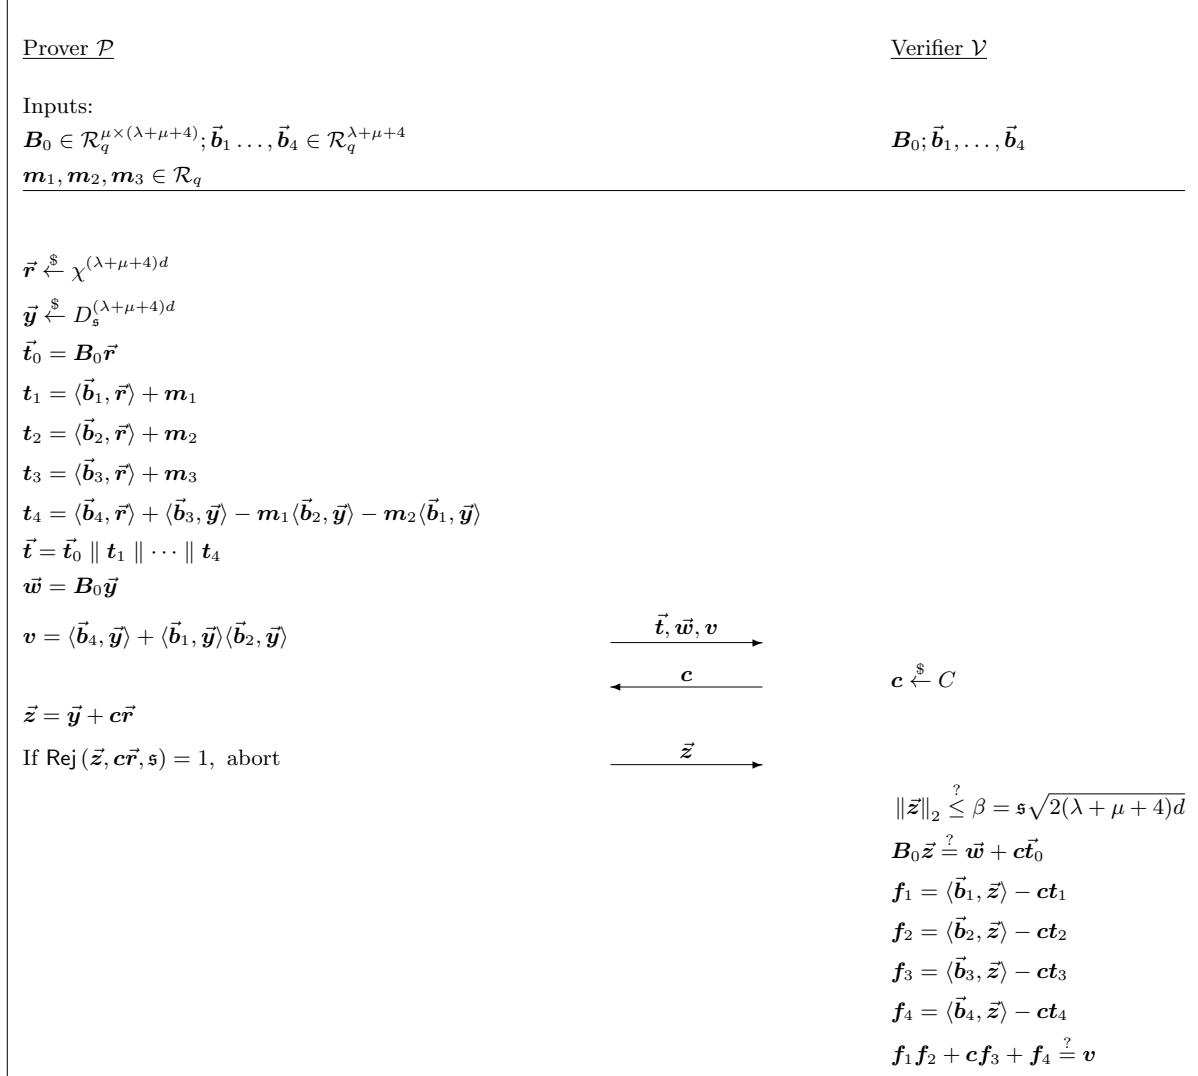 Prover 𝒫 Verifier 𝒱
Inputs:
𝑩₀ ∈ ℛ_q^{μ×(λ+μ+4)}; 𝒃⃗₁ …, 𝒃⃗₄ ∈ ℛ_q^{λ+μ+4} 𝑩₀; 𝒃⃗₁, …, 𝒃⃗₄
𝒎₁, 𝒎₂, 𝒎₃ ∈ ℛ_q
𝒓⃗ ←$ χ^{(λ+μ+4)d}
𝒚⃗ ←$ D_𝔰^{(λ+μ+4)d}
𝒕⃗₀ = 𝑩₀𝒓⃗
𝒕₁ = ⟨𝒃⃗₁, 𝒓⃗⟩ + 𝒎₁
𝒕₂ = ⟨𝒃⃗₂, 𝒓⃗⟩ + 𝒎₂
𝒕₃ = ⟨𝒃⃗₃, 𝒓⃗⟩ + 𝒎₃
𝒕₄ = ⟨𝒃⃗₄, 𝒓⃗⟩ + ⟨𝒃⃗₃, 𝒚⃗⟩ − 𝒎₁⟨𝒃⃗₂, 𝒚⃗⟩ − 𝒎₂⟨𝒃⃗₁, 𝒚⃗⟩
𝒕⃗ = 𝒕⃗₀ ∥ 𝒕₁ ∥ ⋯ ∥ 𝒕₄
𝒘⃗ = 𝑩₀𝒚⃗
𝒗 = ⟨𝒃⃗₄, 𝒚⃗⟩ + ⟨𝒃⃗₁, 𝒚⃗⟩⟨𝒃⃗₂, 𝒚⃗⟩ 𝒕⃗, 𝒘⃗, 𝒗
𝒄 𝒄 ←$ C
𝒛⃗ = 𝒚⃗ + 𝒄𝒓⃗
If Rej (𝒛⃗, 𝒄𝒓⃗, 𝔰) = 1, abort 𝒛⃗
‖𝒛⃗‖₂ ≤? β = 𝔰√(2(λ+μ+4)d)
𝑩₀𝒛⃗ =? 𝒘⃗ + 𝒄𝒕⃗₀
𝒇₁ = ⟨𝒃⃗₁, 𝒛⃗⟩ − 𝒄𝒕₁
𝒇₂ = ⟨𝒃⃗₂, 𝒛⃗⟩ − 𝒄𝒕₂
𝒇₃ = ⟨𝒃⃗₃, 𝒛⃗⟩ − 𝒄𝒕₃
𝒇₄ = ⟨𝒃⃗₄, 𝒛⃗⟩ − 𝒄𝒕₄
𝒇₁𝒇₂ + 𝒄𝒇₃ + 𝒇₄ =? 𝒗